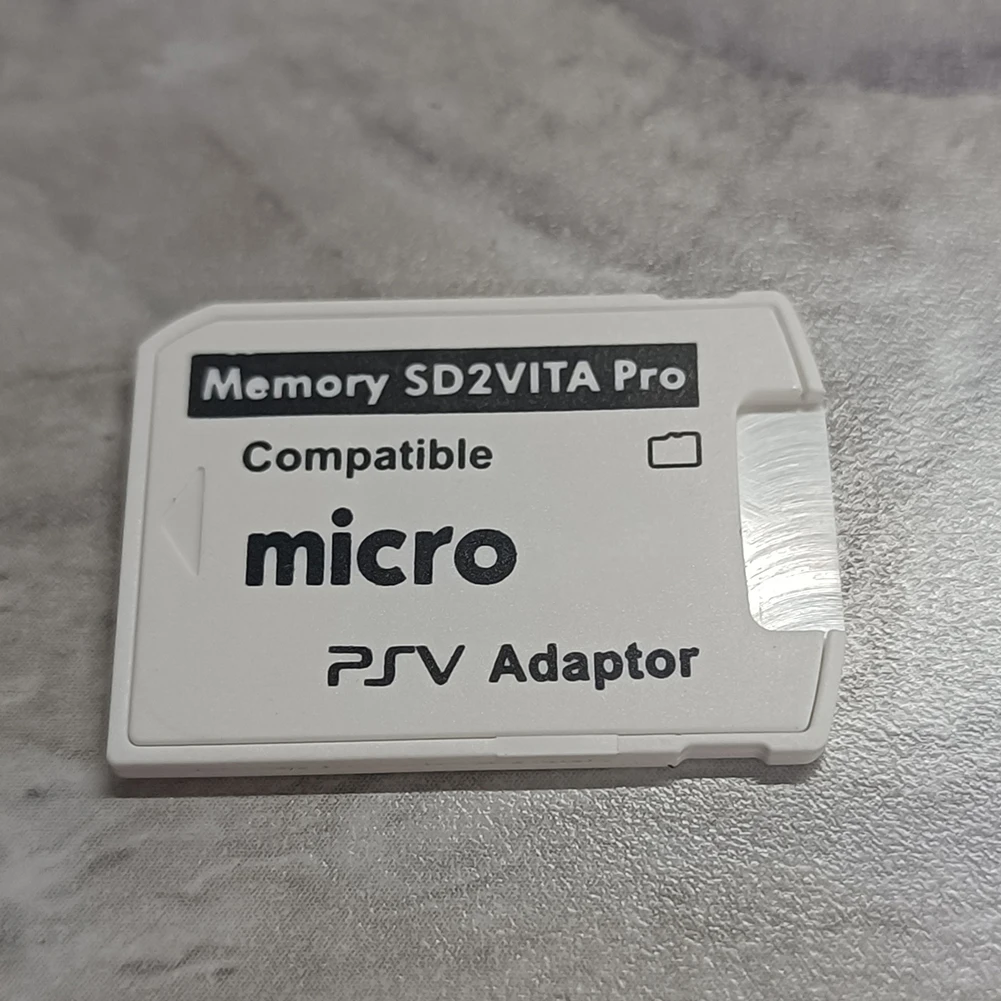 Memory SD2VITA Pro
Compatible
micro
PSV Adaptor